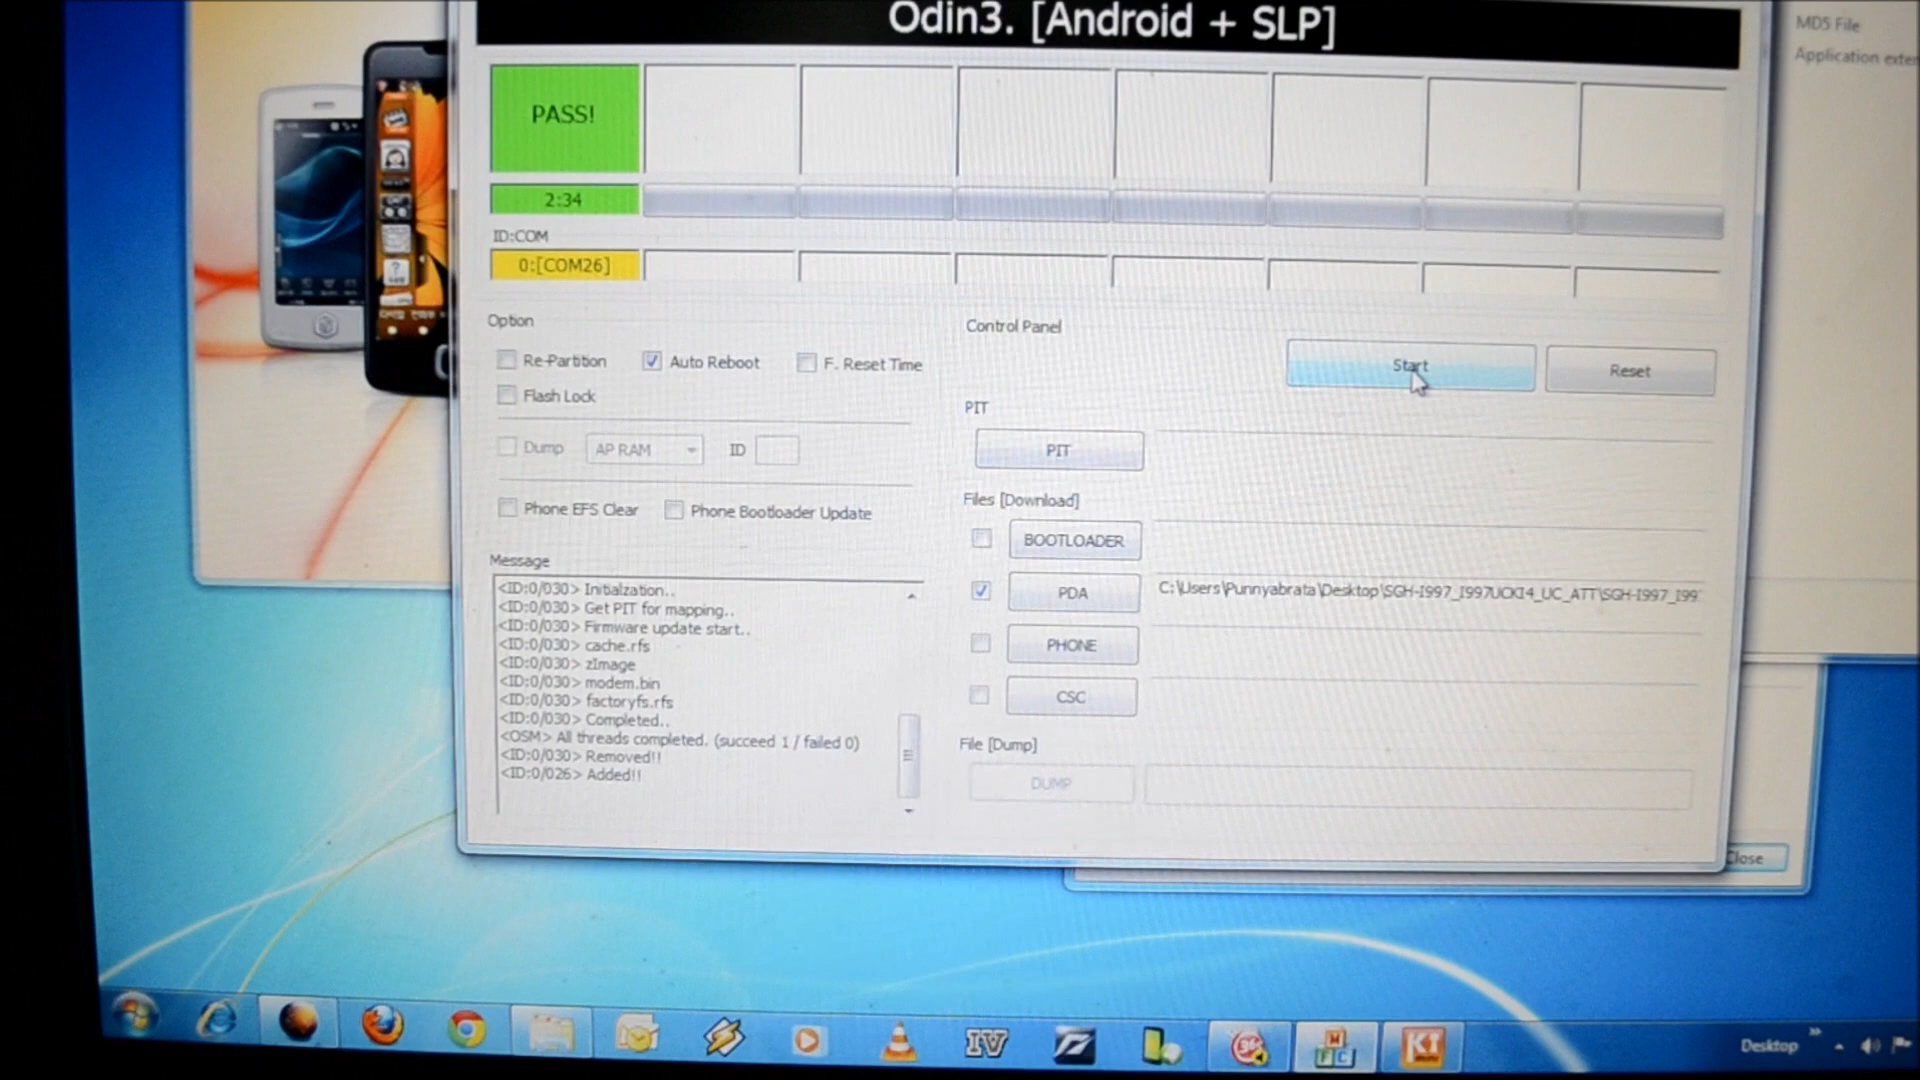 Odin3. [Android + SLP]
MD5 File
Application exten
PASS!
2:34
ID:COM
0:[COM26]
Option
Re-Partition
Auto Reboot
F. Reset Time
Flash Lock
Dump
AP RAM
ID
Phone EFS Clear
Phone Bootloader Update
Message
<ID:0/030> Initialzation..
<ID:0/030> Get PIT for mapping..
<ID:0/030> Firmware update start..
<ID:0/030> cache.rfs
<ID:0/030> zImage
<ID:0/030> modem.bin
<ID:0/030> factoryfs.rfs
<ID:0/030> Completed..
<OSM> All threads completed. (succeed 1 / failed 0)
<ID:0/030> Removed!!
<ID:0/026> Added!!
Control Panel
Start
Reset
PIT
PIT
Files [Download]
BOOTLOADER
PDA
C:\Users\Punnyabrata\Desktop\SGH-I997_I997UCKI4_UC_ATT\SGH-I997_I99
PHONE
CSC
File [Dump]
DUMP
Close
IV
M
F C
KI
Desktop